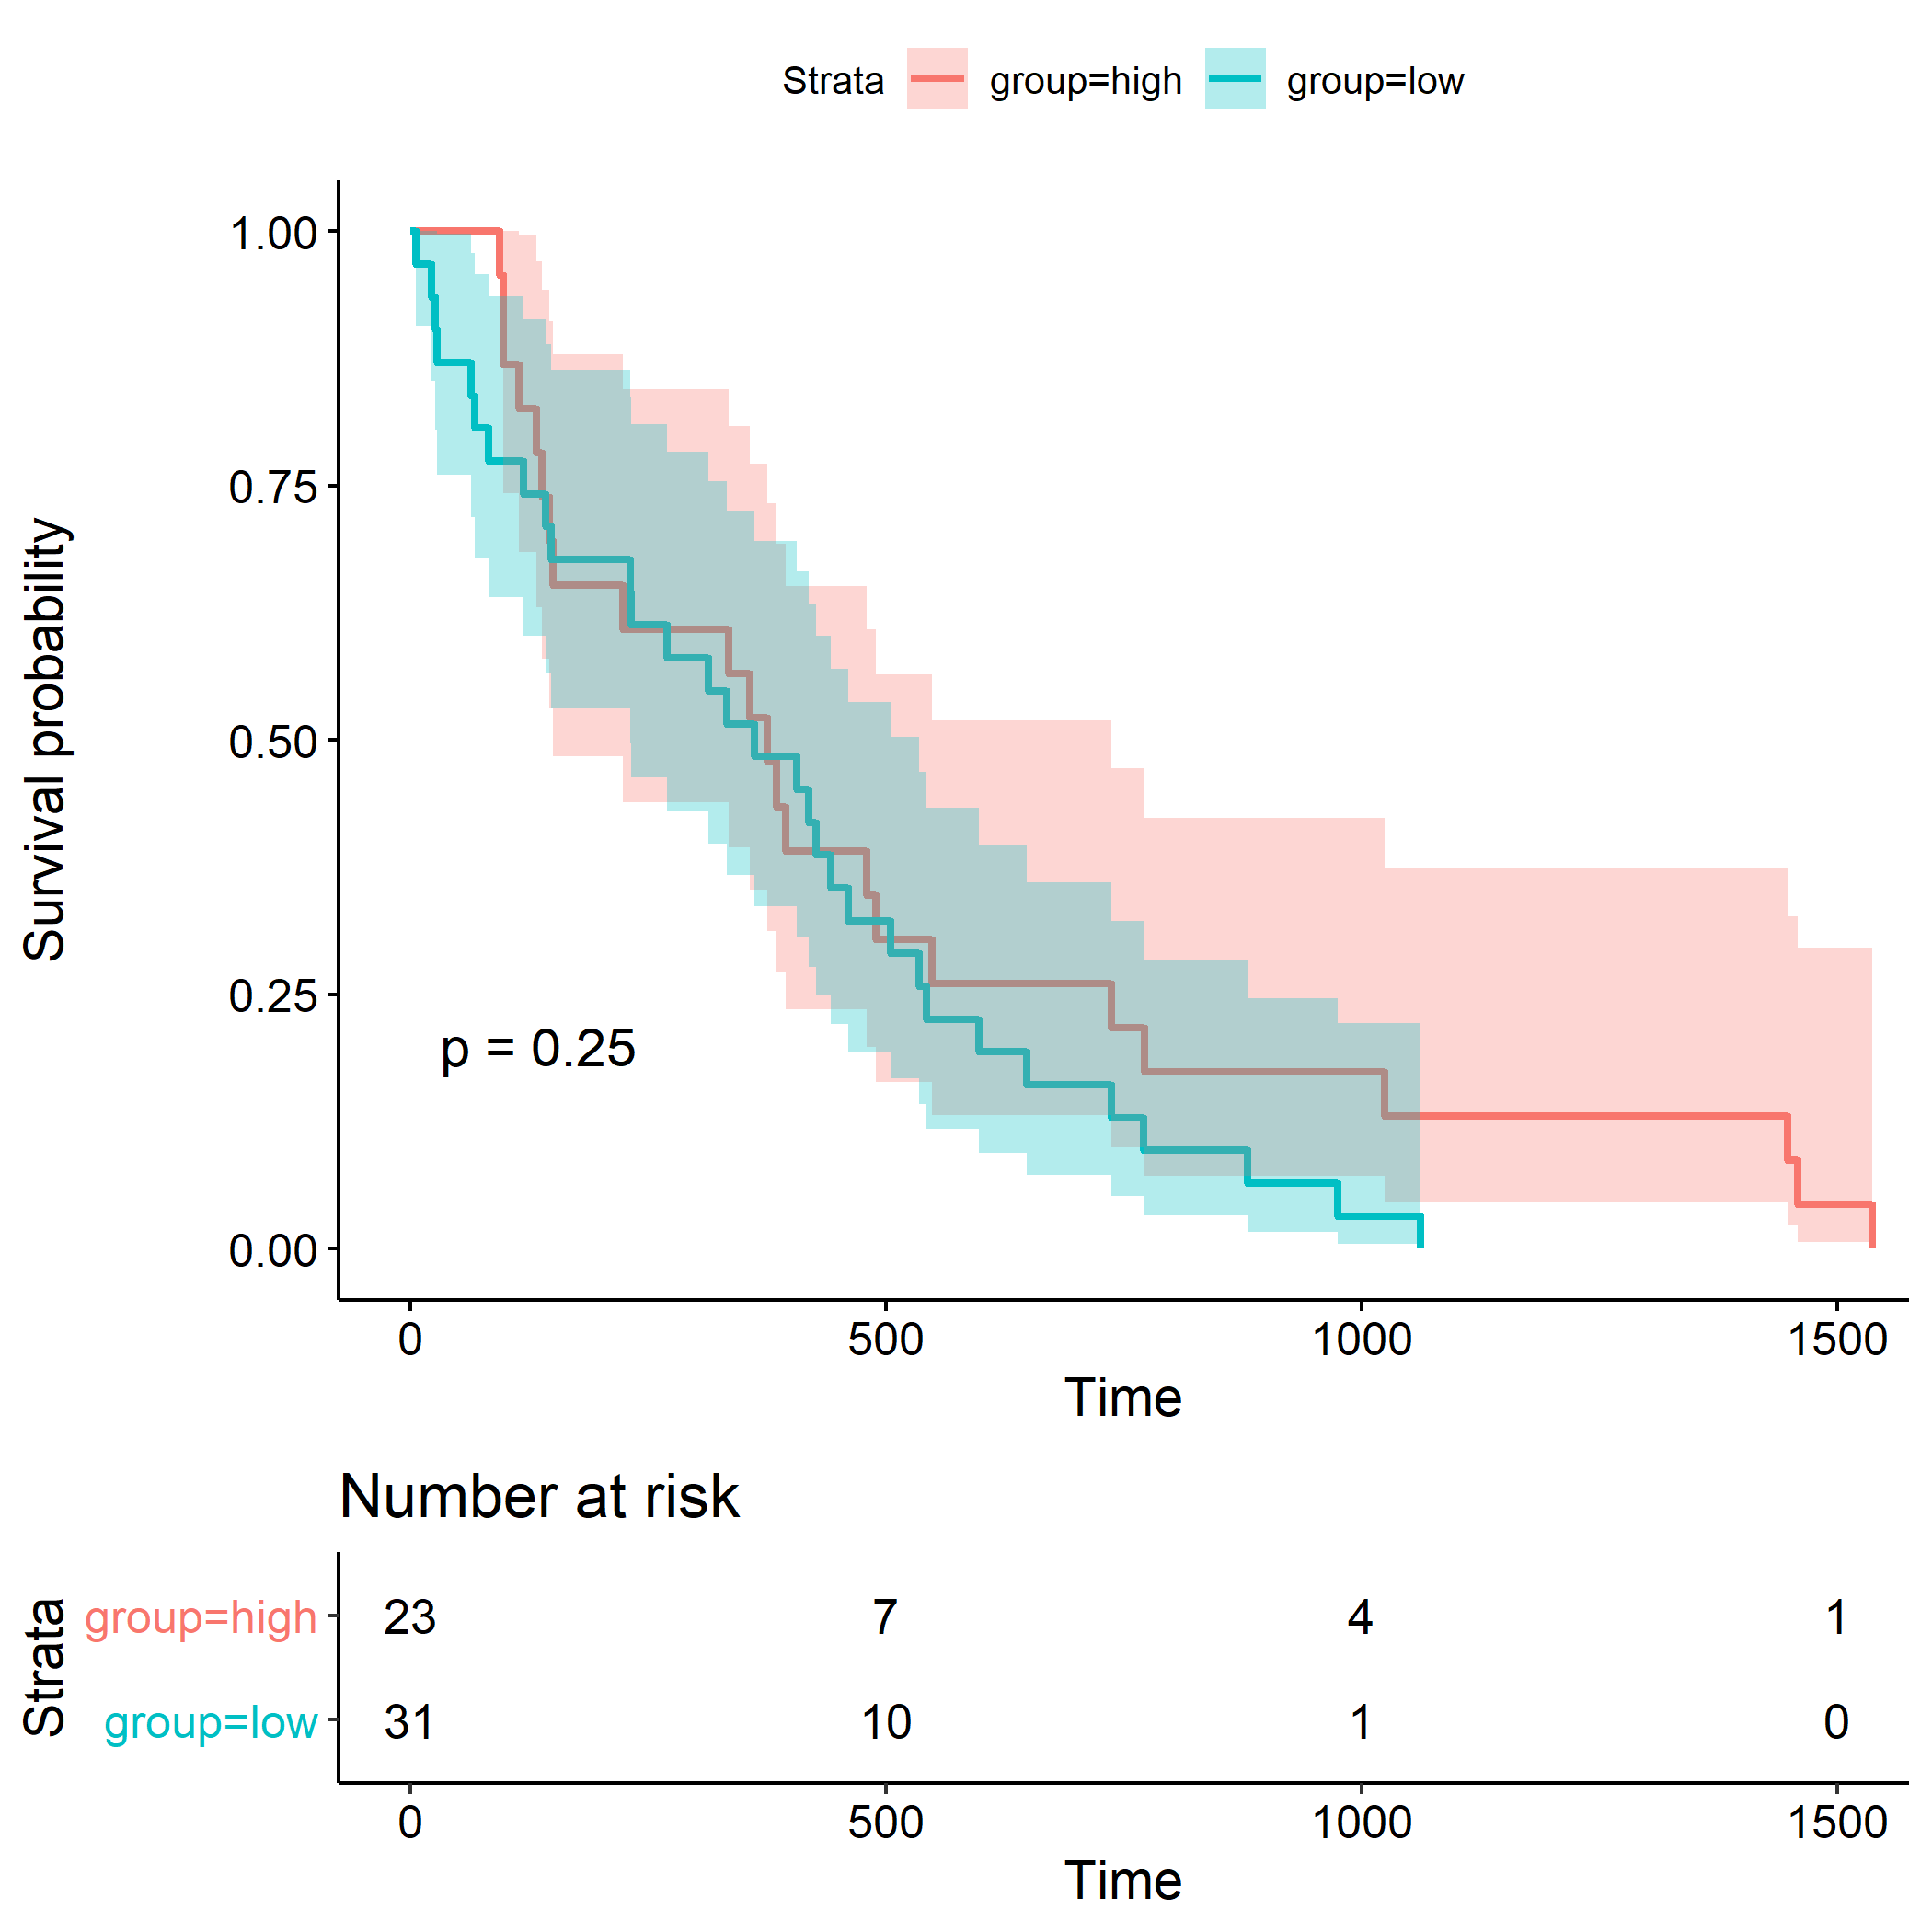 Strata group=high group=low
1.00
0.75
0.50
0.25
0.00
Survival probability
p = 0.25
0 500 1000 1500
Time
Number at risk
Strata
group=high 23 7 4 1
group=low 31 10 1 0
0 500 1000 1500
Time